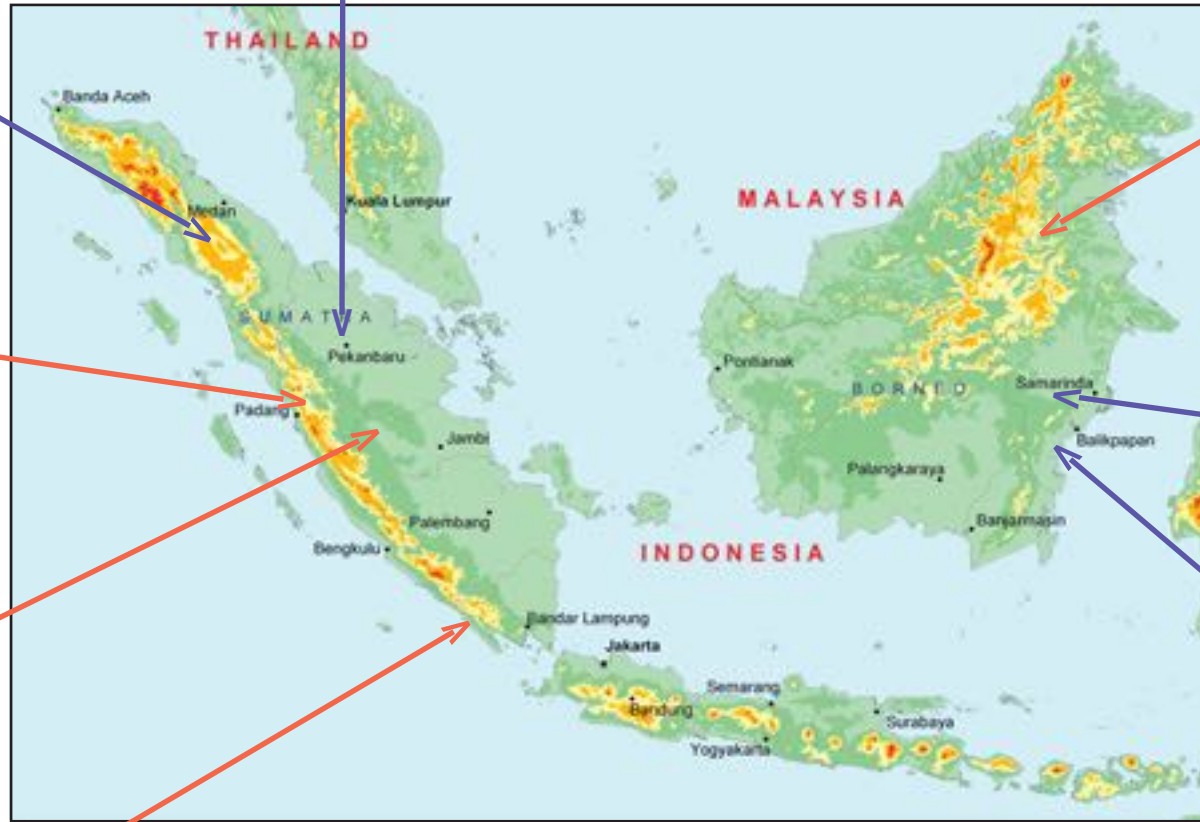 THAILAND
Banda Aceh
Medan
Kuala Lumpur
MALAYSIA
SUMATRA
Pekanbaru
Pontianak
BORNEO
Samarinda
Padang
Jambi
Balikpapan
Palangkaraya
Palembang
Banjarmasin
Bengkulu
INDONESIA
Bandar Lampung
Jakarta
Semarang
Bandung
Surabaya
Yogyakarta